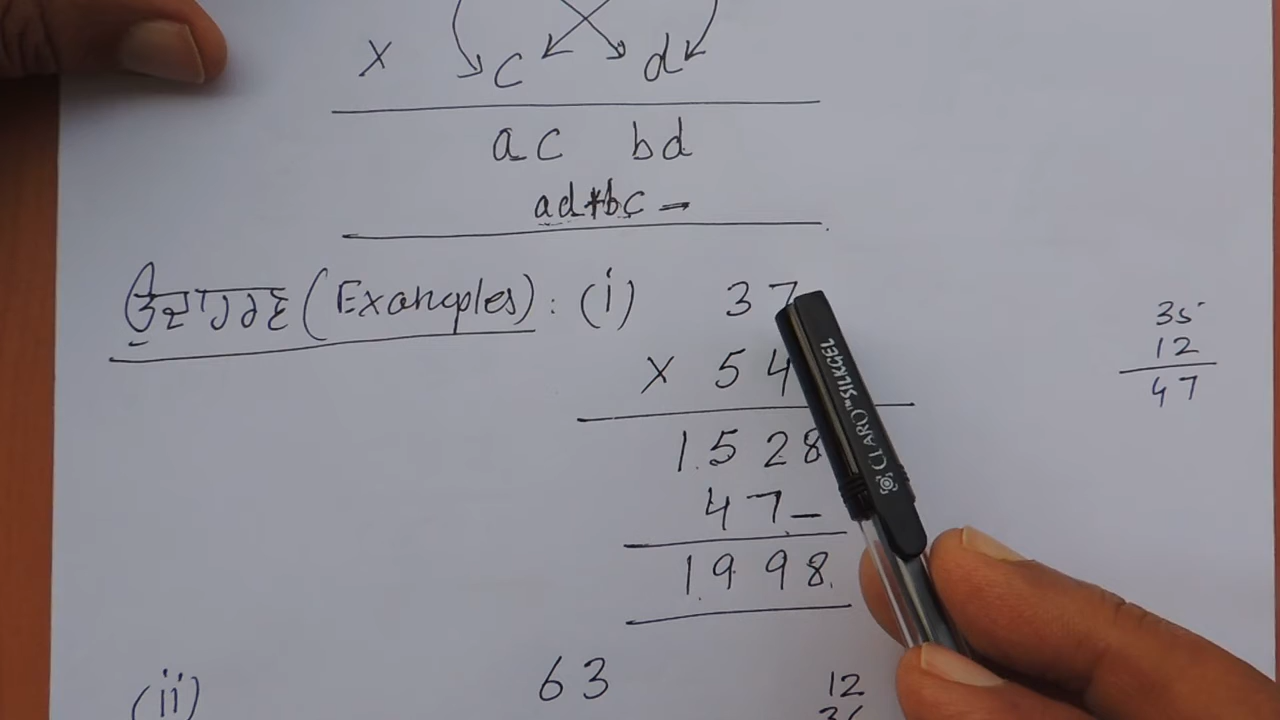 x c d
ac bd
ad+bc -
उदाहरण (Examples): (i) 37
x 54
1528
47-
1998
35
12
47
CLARO SILKGEL
(ii) 63
12